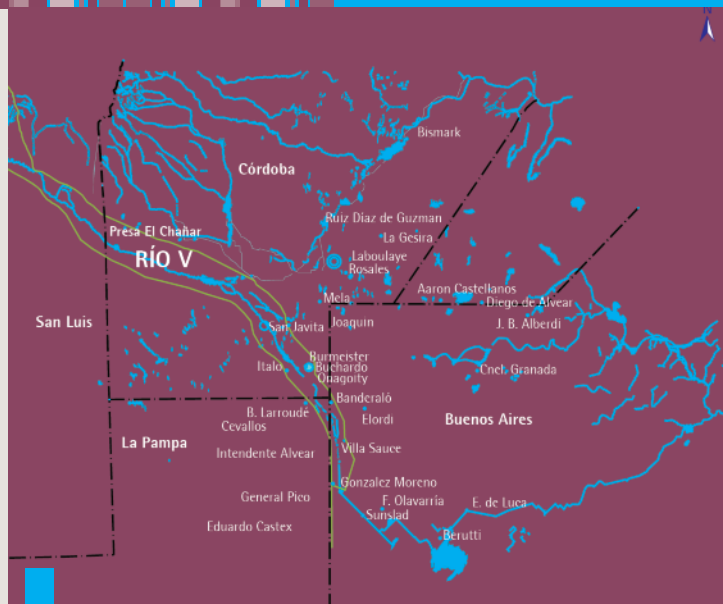 N
Bismark
Córdoba
Ruiz Diaz de Guzman
Presa El Chañar
La Gesira
RÍO V
Laboulaye
Rosales
Aaron Castellanos
Mela
Diego de Alvear
San Luis
San Javita
Joaquin
J. B. Alberdi
Burmeister
Italo
Buchardo
Onagoity
Cnel. Granada
Banderaló
B. Larroudé
Elordi
Buenos Aires
Cevallos
La Pampa
Villa Sauce
Intendente Alvear
Gonzalez Moreno
General Pico
F. Olavarría
E. de Luca
Sunslad
Eduardo Castex
Berutti